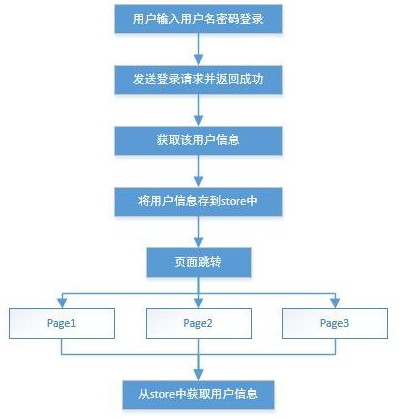 用户输入用户名密码登录
发送登录请求并返回成功
获取该用户信息
将用户信息存到store中
页面跳转
Page1
Page2
Page3
从store中获取用户信息